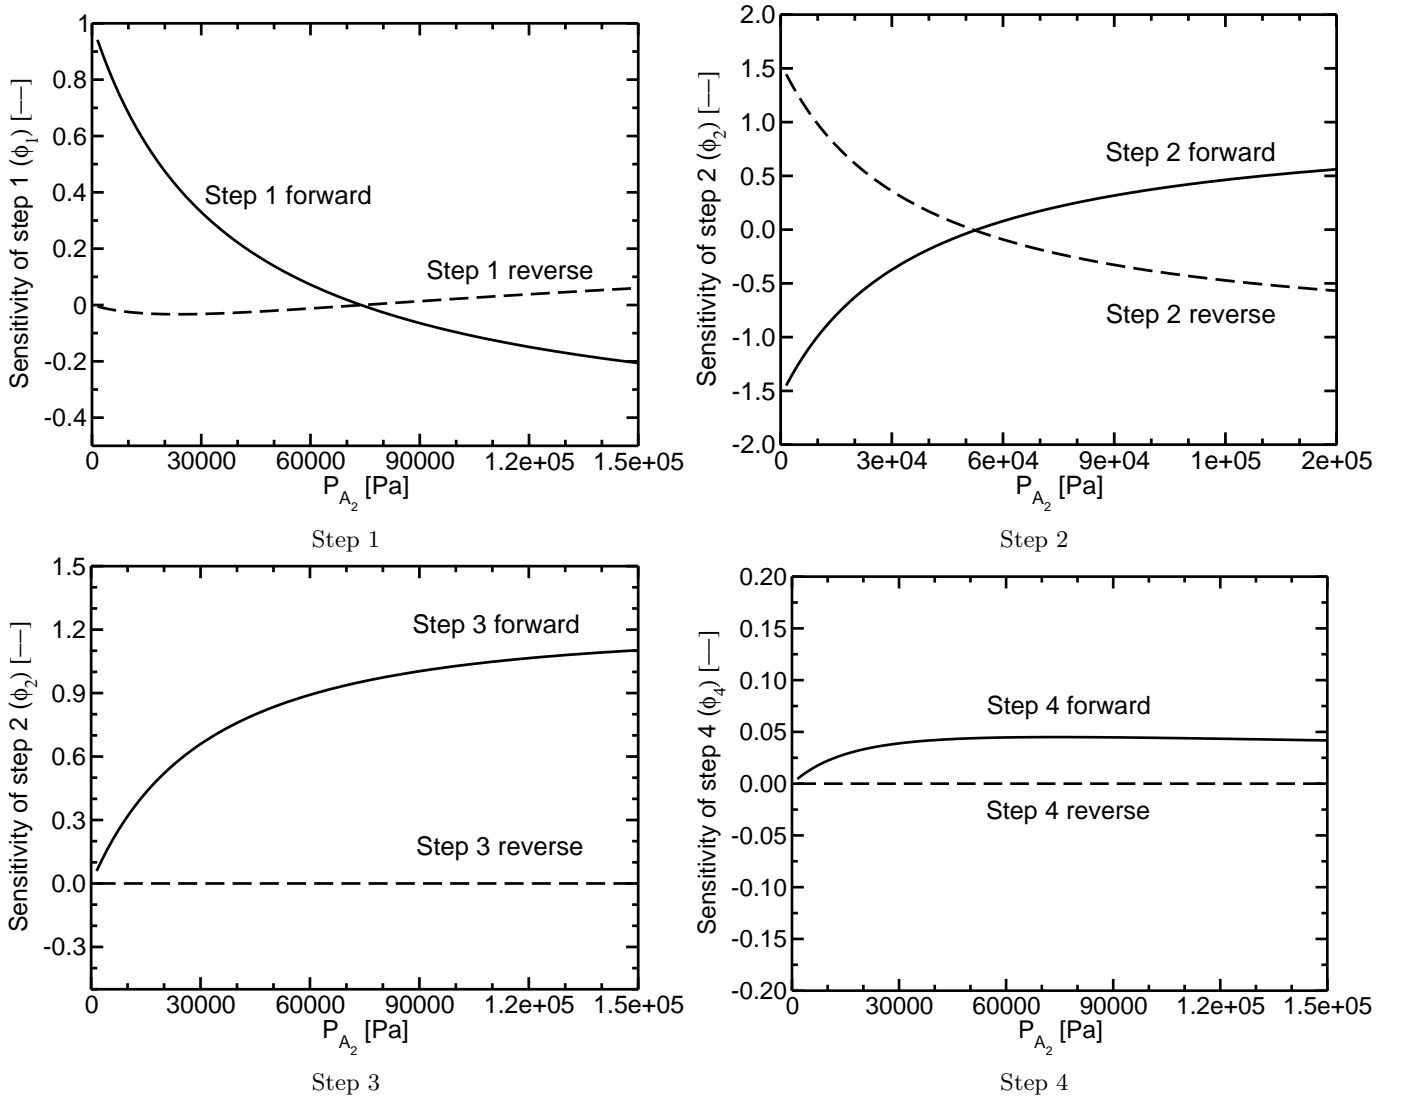 Sensitivity of step 1 (ϕ1) [––]
1
0.8
0.6
0.4
0.2
0
-0.2
-0.4
Step 1 forward
Step 1 reverse
0 30000 60000 90000 1.2e+05 1.5e+05
PA2 [Pa]
Step 1
Sensitivity of step 2 (ϕ2) [––]
2.0
1.5
1.0
0.5
0.0
-0.5
-1.0
-1.5
-2.0
Step 2 forward
Step 2 reverse
0 3e+04 6e+04 9e+04 1e+05 2e+05
PA2 [Pa]
Step 2
Sensitivity of step 2 (ϕ2) [––]
1.5
1.2
0.9
0.6
0.3
0.0
-0.3
Step 3 forward
Step 3 reverse
0 30000 60000 90000 1.2e+05 1.5e+05
PA2 [Pa]
Step 3
Sensitivity of step 4 (ϕ4) [––]
0.20
0.15
0.10
0.05
0.00
-0.05
-0.10
-0.15
-0.20
Step 4 forward
Step 4 reverse
0 30000 60000 90000 1.2e+05 1.5e+05
PA2 [Pa]
Step 4